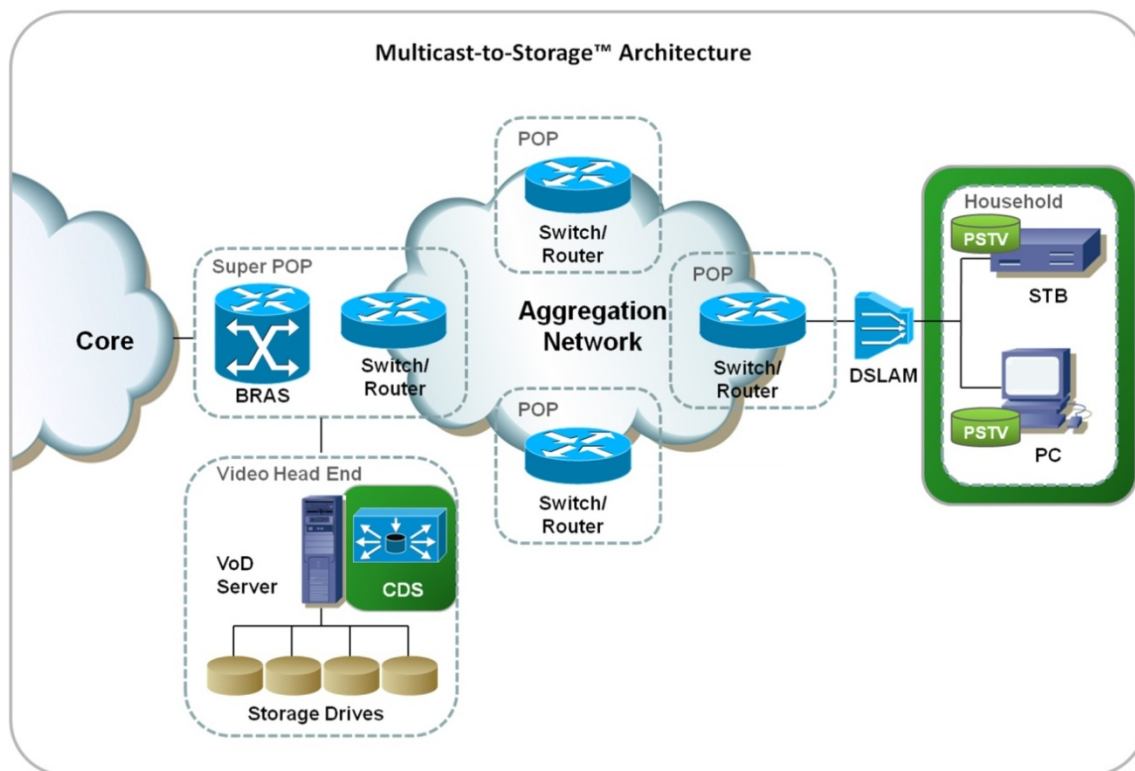 Multicast-to-Storage™ Architecture
POP
Switch/
Router
Super POP
BRAS
Switch/
Router
Core
Aggregation
Network
POP
Switch/
Router
DSLAM
Household
PSTV
STB
PSTV
PC
POP
Switch/
Router
Video Head End
VoD
Server
CDS
Storage Drives